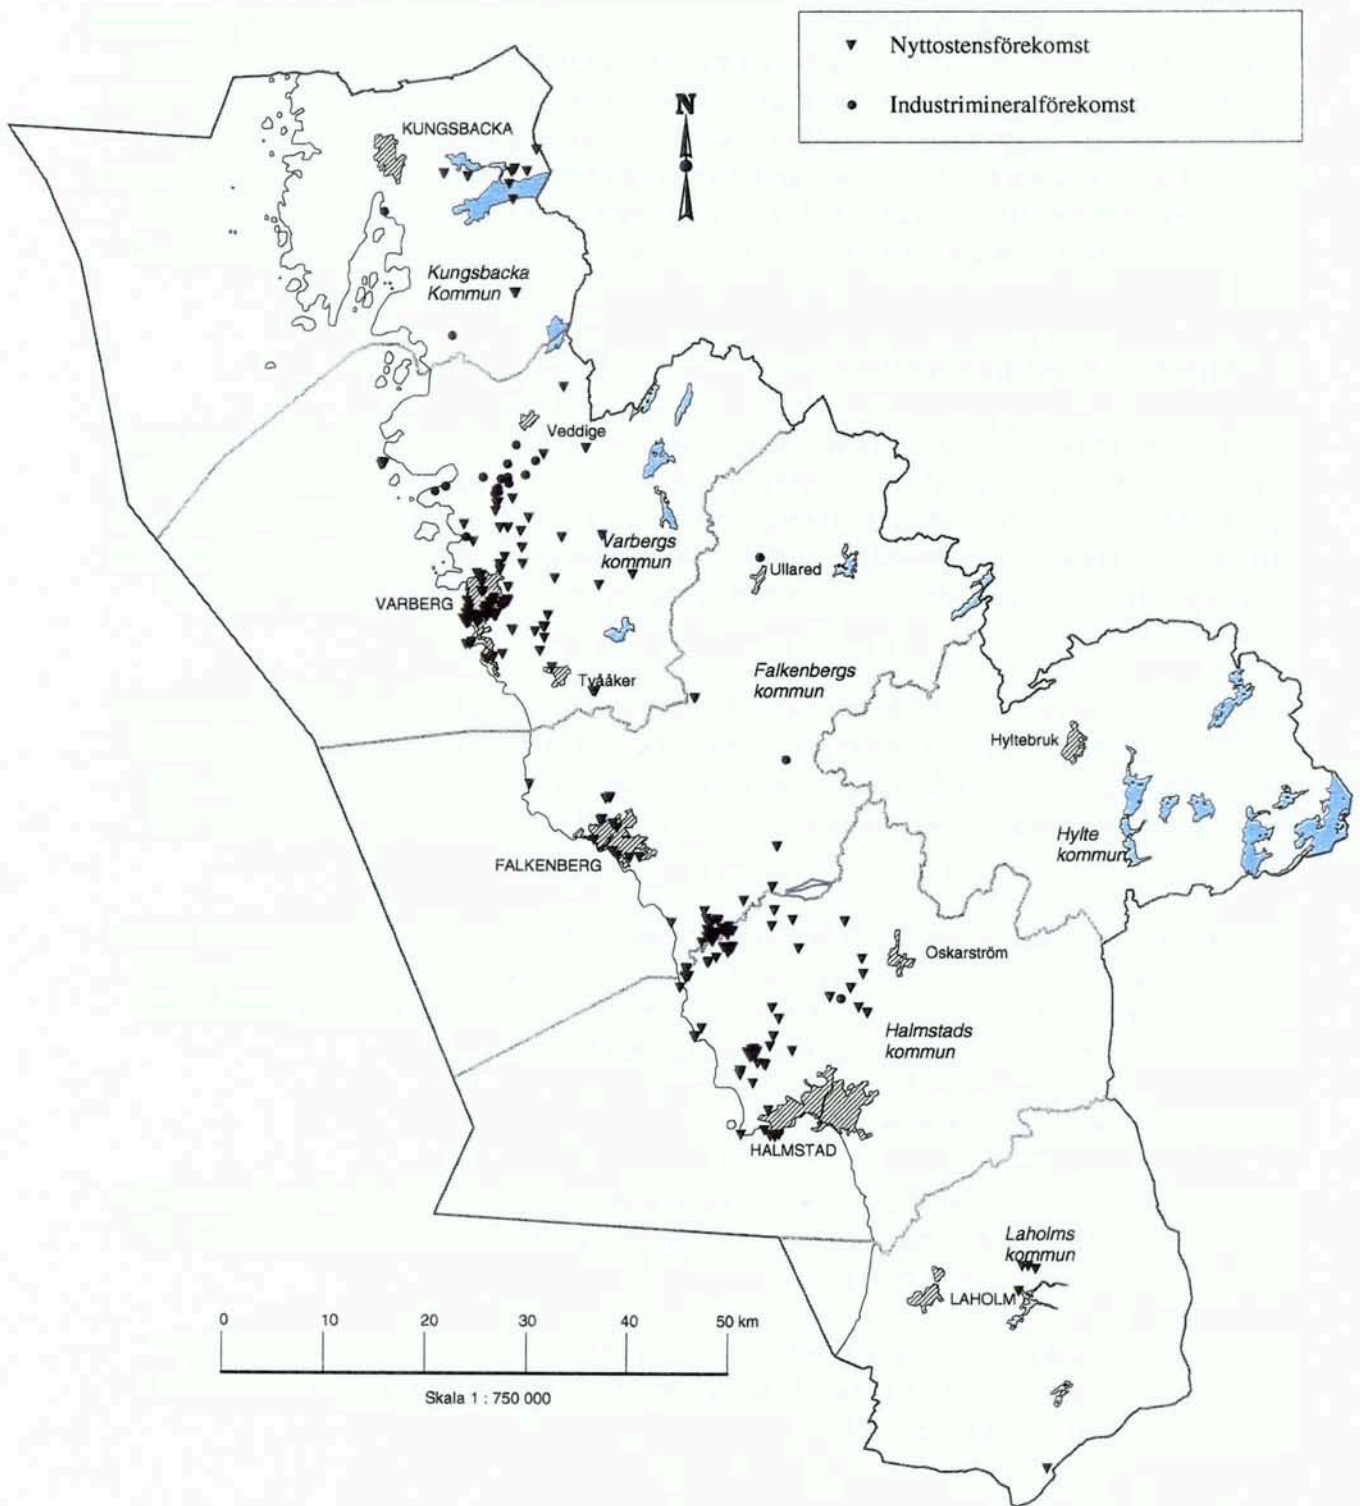 Nyttostensförekomst
Industrimineralförekomst
N
KUNGSBACKA
Kungsbacka
Kommun
Veddige
Varbergs
kommun
Ullared
VARBERG
Tvååker
Falkenbergs
kommun
Hyltebruk
Hylte
kommun
FALKENBERG
Oskarström
Halmstads
kommun
HALMSTAD
Laholms
kommun
LAHOLM
0 10 20 30 40 50 km
Skala 1 : 750 000